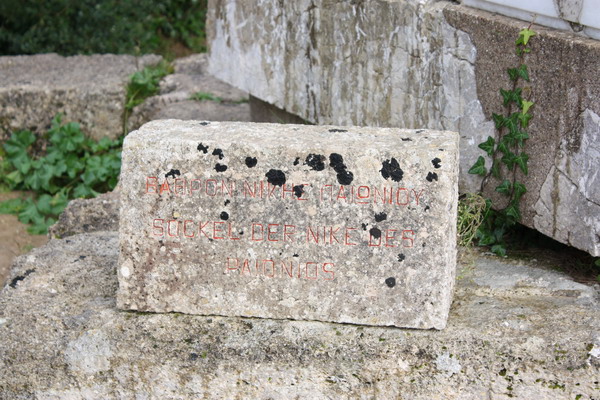 ΒΑΘΡΟΝ ΝΙΚΗΣ ΠΑΙΩΝΙΟΥ
SOCKEL DER NIKE DES
PAIONIOS